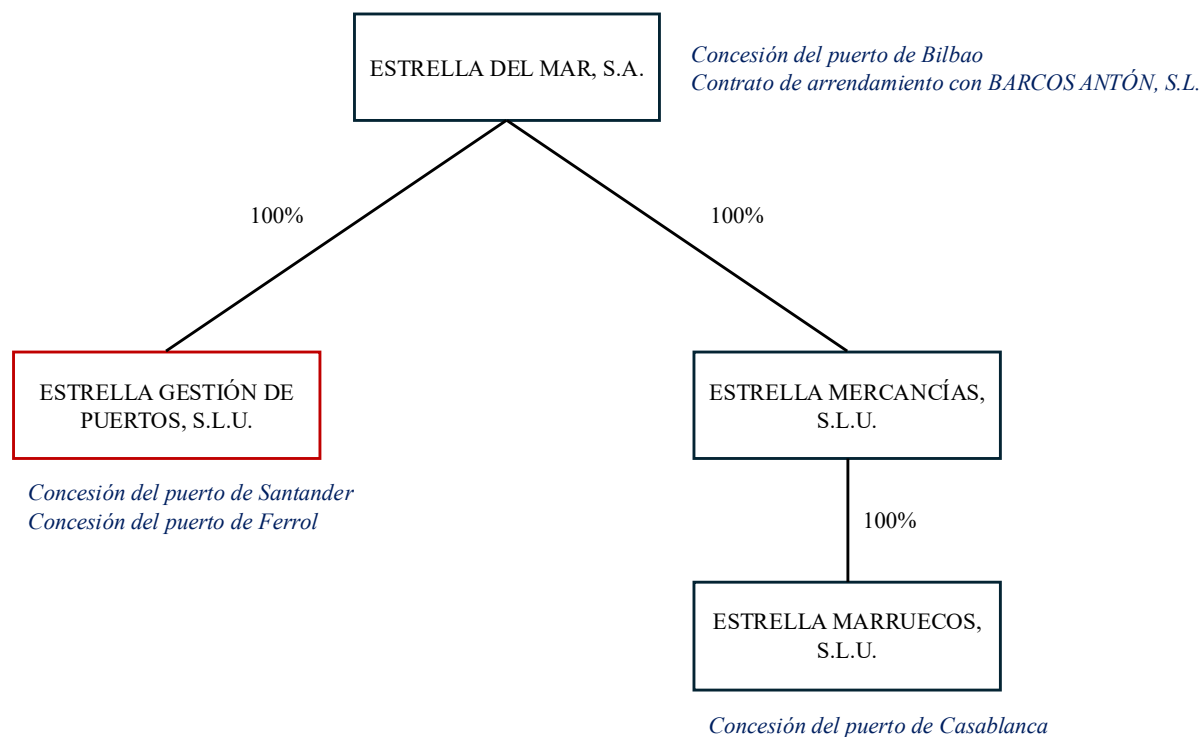 ESTRELLA DEL MAR, S.A.
Concesión del puerto de Bilbao
Contrato de arrendamiento con BARCOS ANTÓN, S.L.
100%
100%
ESTRELLA GESTIÓN DE
PUERTOS, S.L.U.
ESTRELLA MERCANCÍAS,
S.L.U.
Concesión del puerto de Santander
Concesión del puerto de Ferrol
100%
ESTRELLA MARRUECOS,
S.L.U.
Concesión del puerto de Casablanca